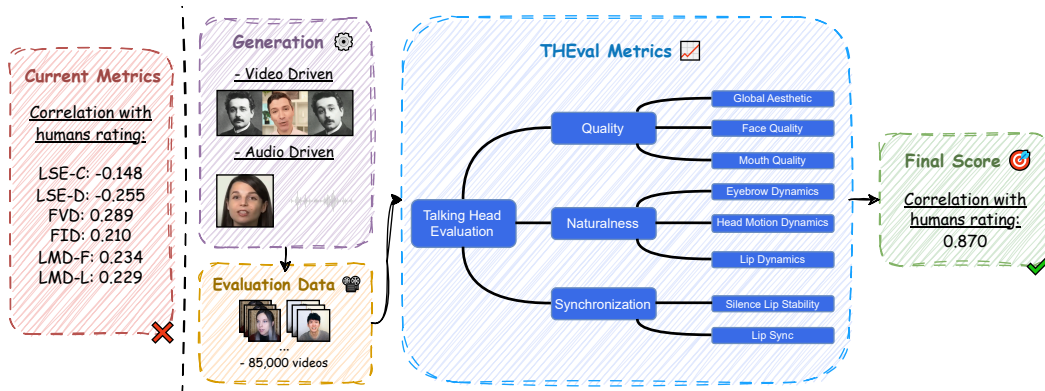 Current Metrics
Correlation with
humans rating:
LSE-C: -0.148
LSE-D: -0.255
FVD: 0.289
FID: 0.210
LMD-F: 0.234
LMD-L: 0.229
Generation
- Video Driven
- Audio Driven
Evaluation Data
...
- 85,000 videos
THEval Metrics
Talking Head
Evaluation
Quality
Global Aesthetic
Face Quality
Mouth Quality
Naturalness
Eyebrow Dynamics
Head Motion Dynamics
Lip Dynamics
Synchronization
Silence Lip Stability
Lip Sync
Final Score
Correlation with
humans rating:
0.870